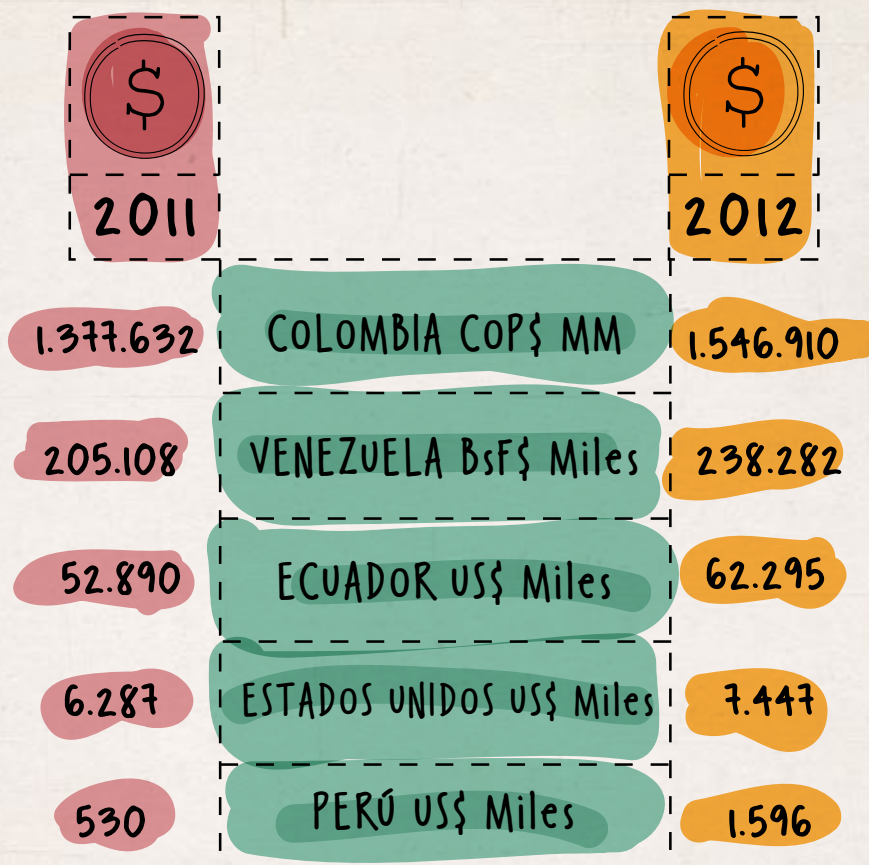 $ $
2011 2012
1.377.632 COLOMBIA COP$ MM 1.546.910
205.108 VENEZUELA BsF$ Miles 238.282
52.890 ECUADOR US$ Miles 62.295
6.287 ESTADOS UNIDOS US$ Miles 7.447
530 PERÚ US$ Miles 1.596